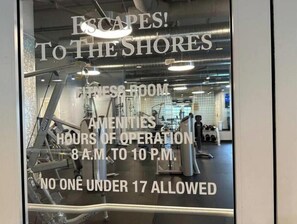 ESCAPES!
TO THE SHORES
FITNESS ROOM
AMENITIES
HOURS OF OPERATION
8 A.M. TO 10 P.M.
NO ONE UNDER 17 ALLOWED